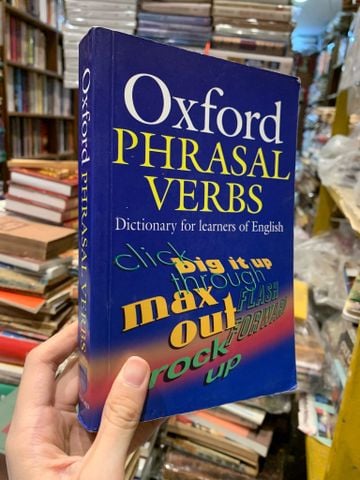 Oxford
PHRASAL
VERBS
Dictionary for learners of English
click
big it up
through
max
FLASH
out
FORWARD
rock
up
Oxford PHRASAL VERBS